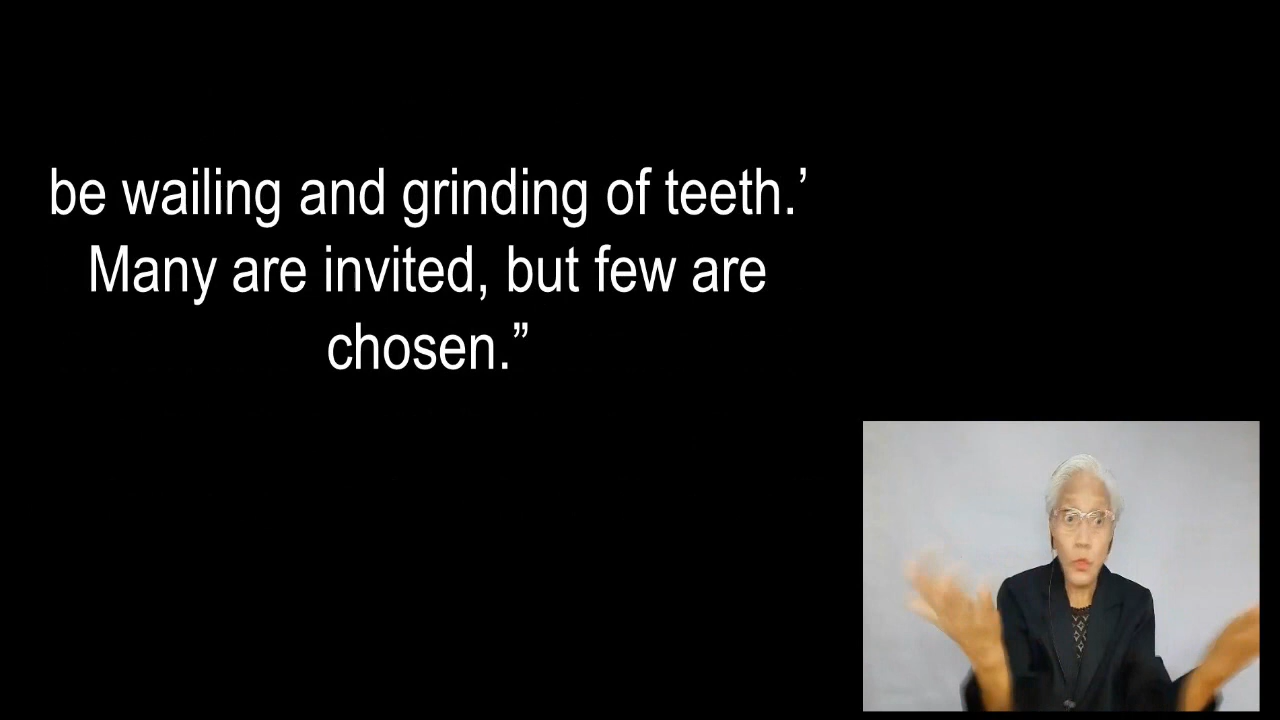 be wailing and grinding of teeth.’
Many are invited, but few are
chosen.”